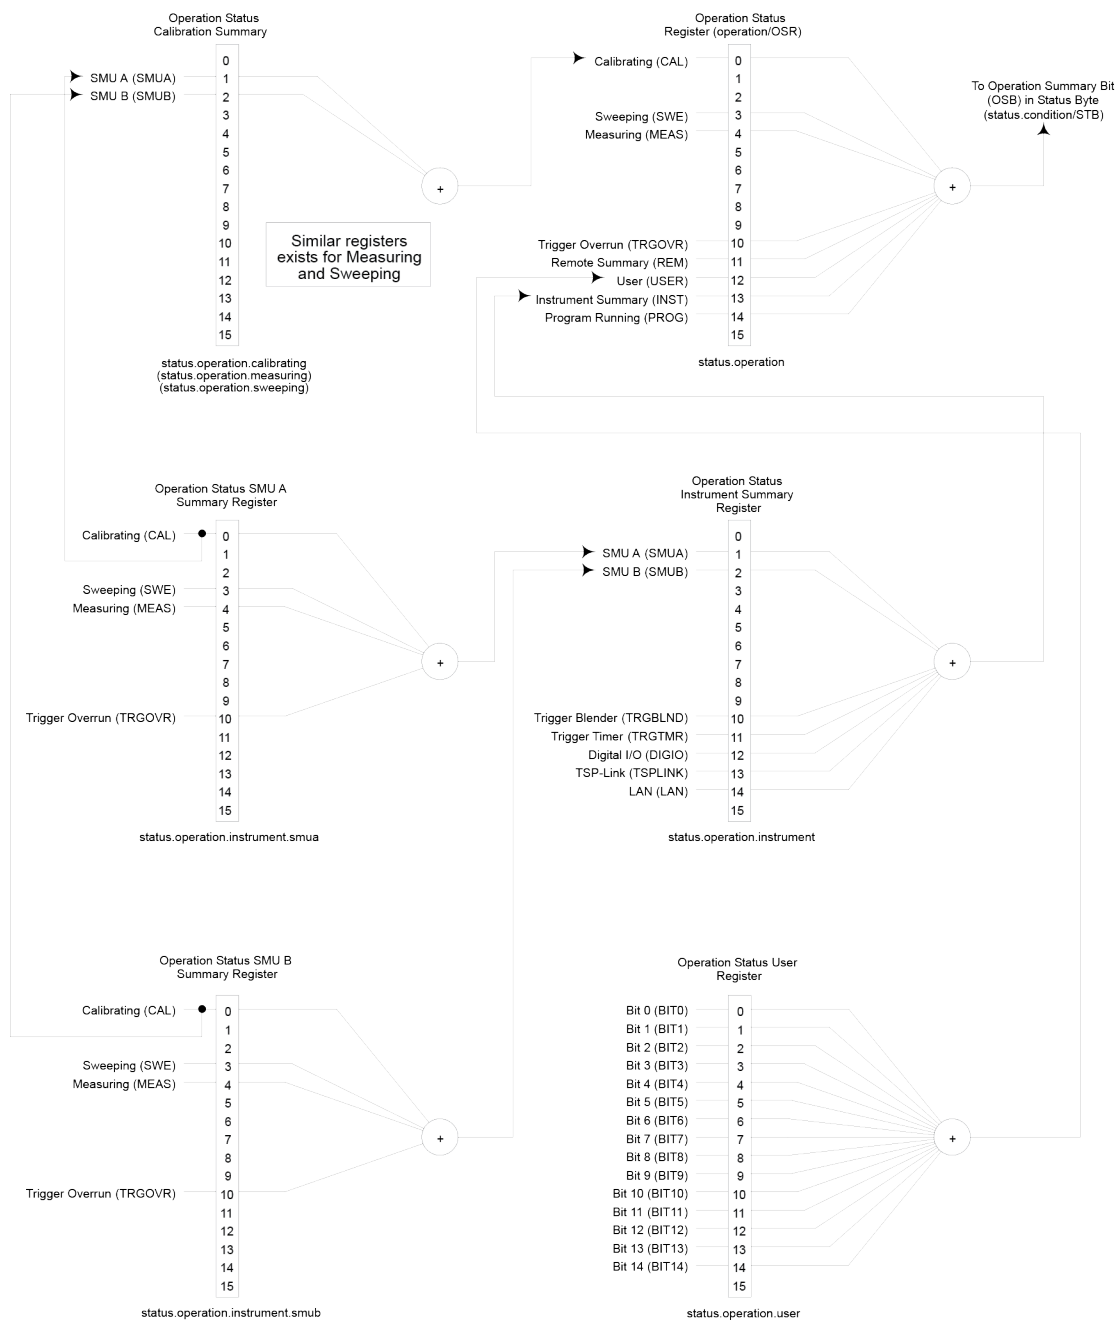 Operation Status
Calibration Summary
SMU A (SMUA)
SMU B (SMUB)
0
1
2
3
4
5
6
7
8
9
10
11
12
13
14
15
+
Similar registers
exists for Measuring
and Sweeping
status.operation.calibrating
(status.operation.measuring)
(status.operation.sweeping)
Operation Status
Register (operation/OSR)
Calibrating (CAL)
Sweeping (SWE)
Measuring (MEAS)
Trigger Overrun (TRGOVR)
Remote Summary (REM)
User (USER)
Instrument Summary (INST)
Program Running (PROG)
0
1
2
3
4
5
6
7
8
9
10
11
12
13
14
15
+
status.operation
To Operation Summary Bit
(OSB) in Status Byte
(status.condition/STB)
Operation Status SMU A
Summary Register
Calibrating (CAL)
Sweeping (SWE)
Measuring (MEAS)
Trigger Overrun (TRGOVR)
0
1
2
3
4
5
6
7
8
9
10
11
12
13
14
15
+
status.operation.instrument.smua
Operation Status
Instrument Summary
Register
SMU A (SMUA)
SMU B (SMUB)
Trigger Blender (TRGBLND)
Trigger Timer (TRGTMR)
Digital I/O (DIGIO)
TSP-Link (TSPLINK)
LAN (LAN)
0
1
2
3
4
5
6
7
8
9
10
11
12
13
14
15
+
status.operation.instrument
Operation Status SMU B
Summary Register
Calibrating (CAL)
Sweeping (SWE)
Measuring (MEAS)
Trigger Overrun (TRGOVR)
0
1
2
3
4
5
6
7
8
9
10
11
12
13
14
15
+
status.operation.instrument.smub
Operation Status User
Register
Bit 0 (BIT0)
Bit 1 (BIT1)
Bit 2 (BIT2)
Bit 3 (BIT3)
Bit 4 (BIT4)
Bit 5 (BIT5)
Bit 6 (BIT6)
Bit 7 (BIT7)
Bit 8 (BIT8)
Bit 9 (BIT9)
Bit 10 (BIT10)
Bit 11 (BIT11)
Bit 12 (BIT12)
Bit 13 (BIT13)
Bit 14 (BIT14)
0
1
2
3
4
5
6
7
8
9
10
11
12
13
14
15
+
status.operation.user